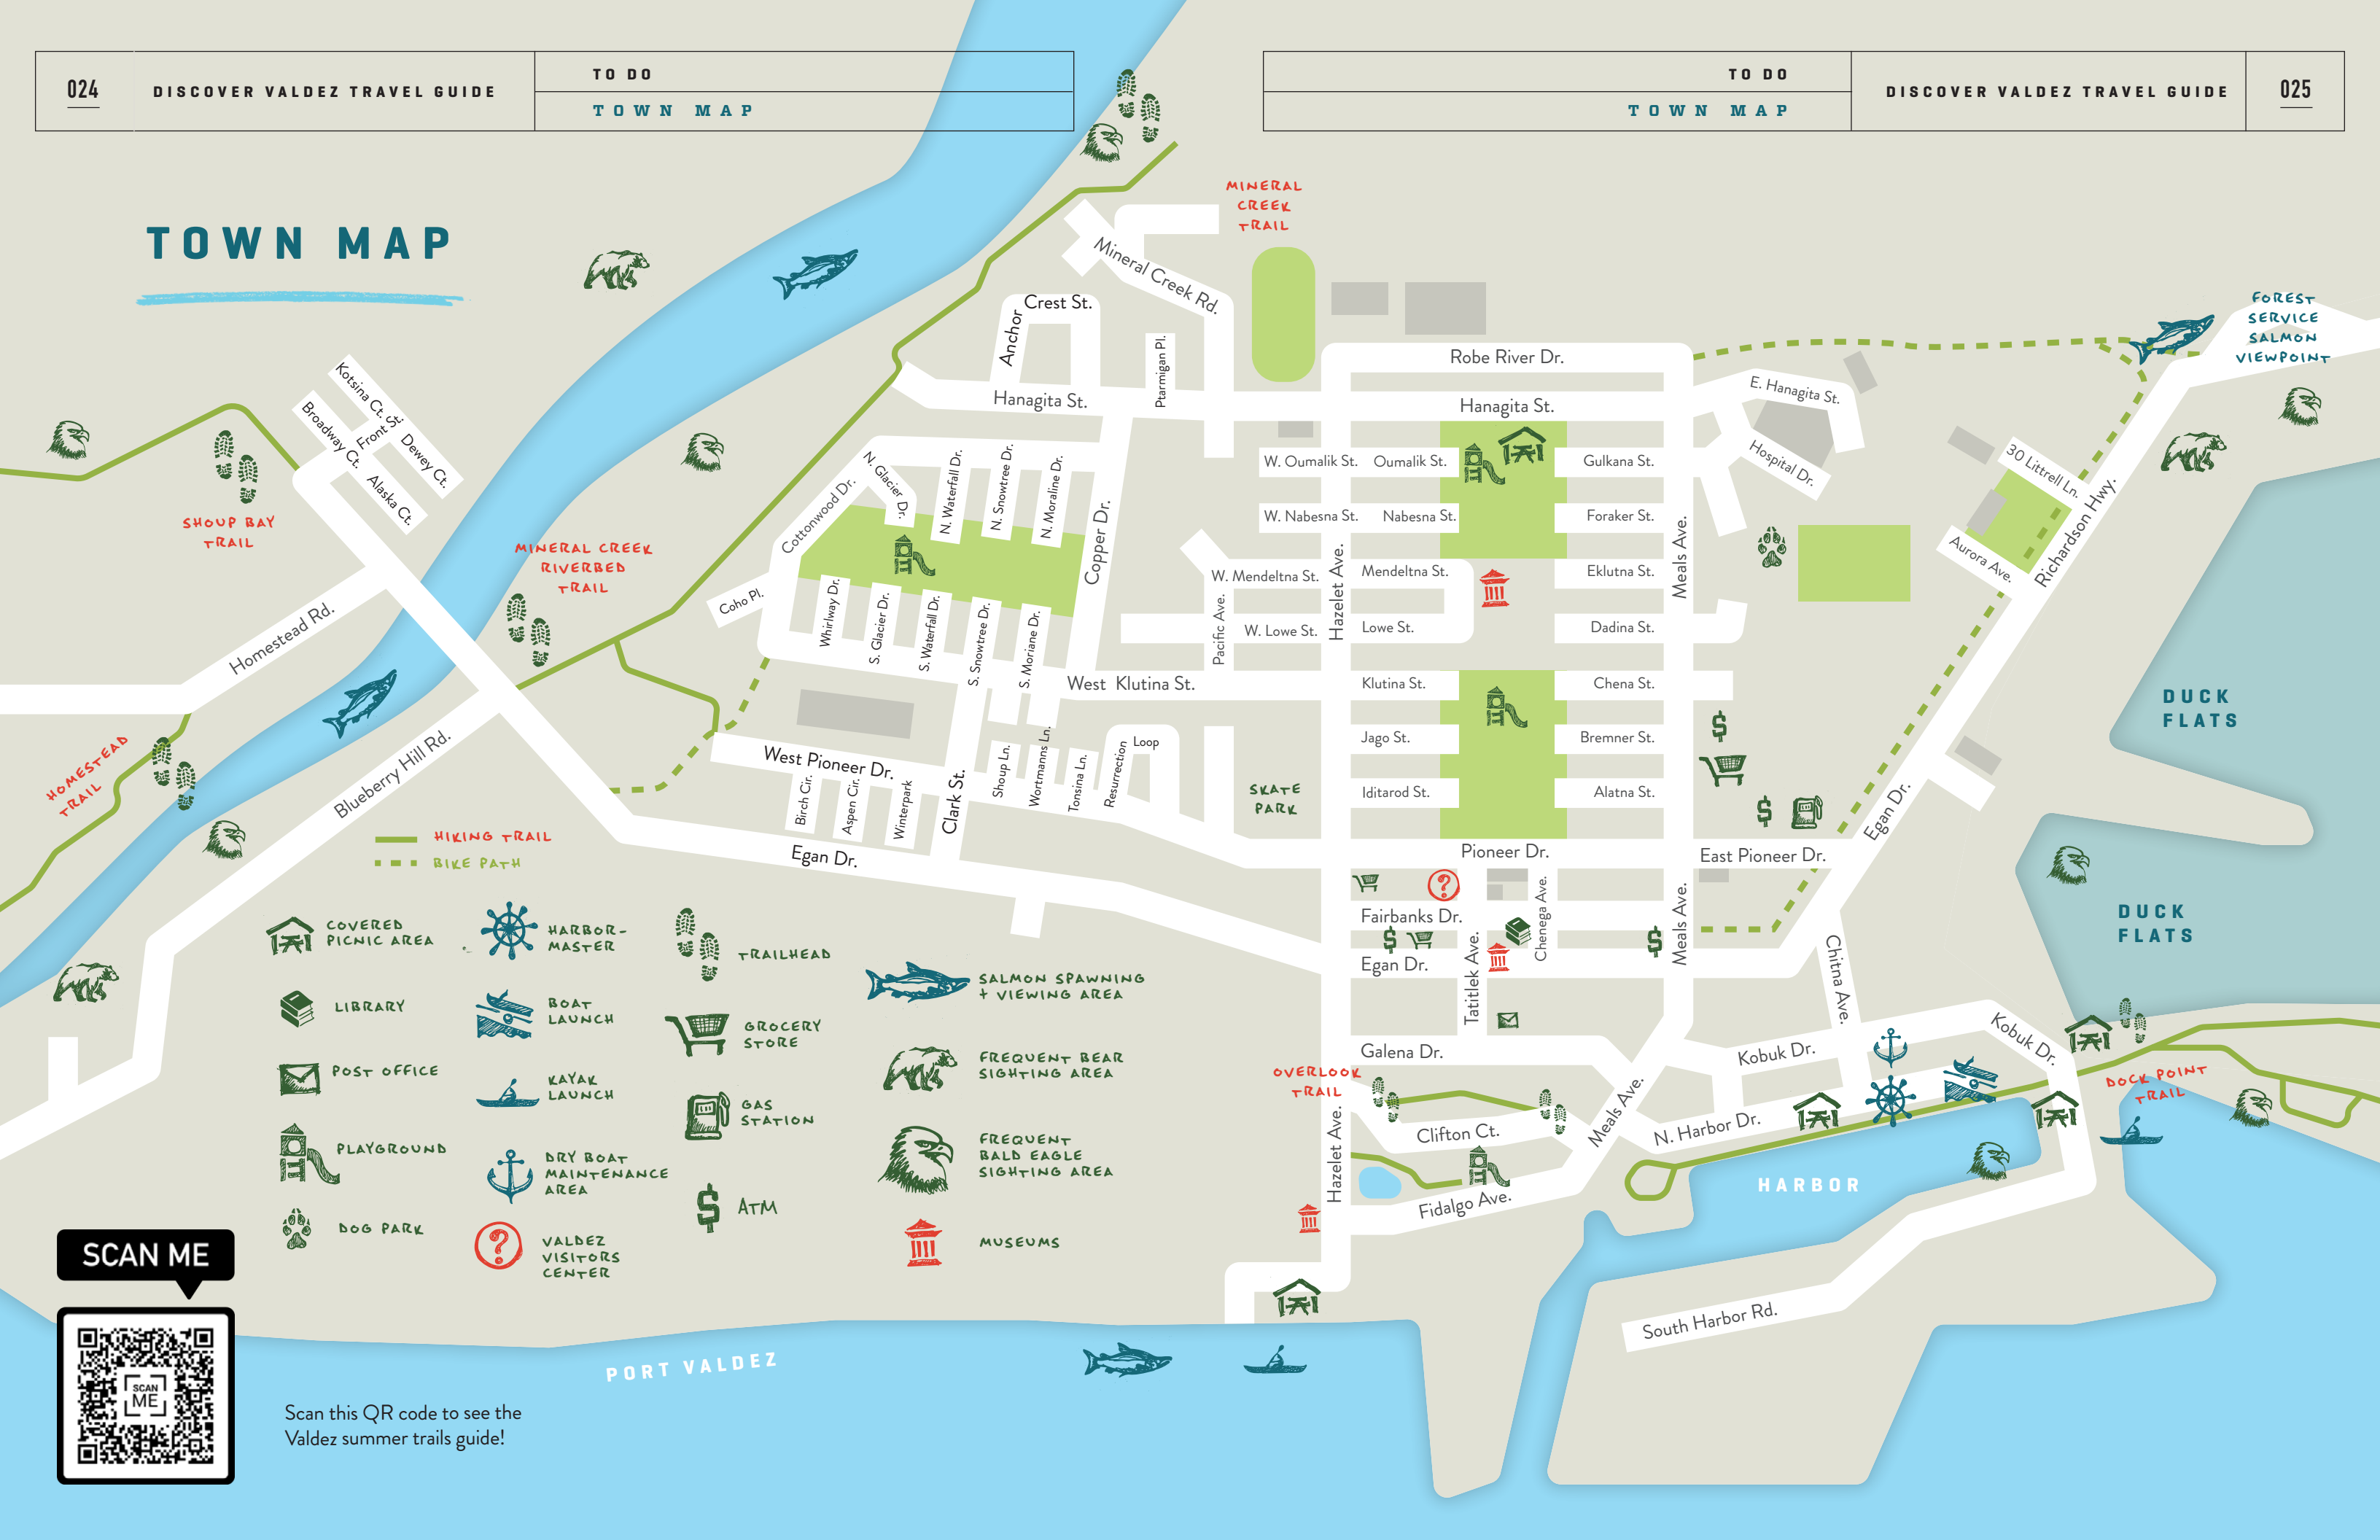 024
DISCOVER VALDEZ TRAVEL GUIDE
TO DO
TOWN MAP
TO DO
TOWN MAP
DISCOVER VALDEZ TRAVEL GUIDE
025
TOWN MAP
MINERAL
CREEK
TRAIL
Mineral Creek Rd.
Crest St.
Anchor
Ptarmigan Pl.
Hanagita St.
Robe River Dr.
Hanagita St.
E. Hanagita St.
Hospital Dr.
FOREST
SERVICE
SALMON
VIEWPOINT
30 Littrell Ln.
Aurora Ave.
Richardson Hwy.
Kotsina Ct.
Front St.
Broadway Ct.
Dewey Ct.
Alaska Ct.
SHOUP BAY
TRAIL
MINERAL CREEK
RIVERBED
TRAIL
Homestead Rd.
HOMESTEAD
TRAIL
Blueberry Hill Rd.
N. Glacier Dr.
Cottonwood Dr.
N. Waterfall Dr.
N. Snowtree Dr.
N. Moraline Dr.
Copper Dr.
Coho Pl.
Whirlway Dr.
S. Glacier Dr.
S. Waterfall Dr.
S. Snowtree Dr.
S. Moriane Dr.
W. Oumalik St.
Oumalik St.
Gulkana St.
W. Nabesna St.
Nabesna St.
Foraker St.
W. Mendeltna St.
Mendeltna St.
Eklutna St.
Pacific Ave.
W. Lowe St.
Hazelet Ave.
Lowe St.
Dadina St.
Meals Ave.
West Klutina St.
Klutina St.
Chena St.
Jago St.
Bremner St.
Iditarod St.
Alatna St.
SKATE
PARK
West Pioneer Dr.
Birch Cir.
Aspen Cir.
Winterpark
Clark St.
Shoup Ln.
Wortmanns Ln.
Tonsina Ln.
Resurrection
Loop
Egan Dr.
Pioneer Dr.
East Pioneer Dr.
Egan Dr.
DUCK
FLATS
DUCK
FLATS
Fairbanks Dr.
Chenega Ave.
Meals Ave.
Egan Dr.
Tatitlek Ave.
Chitna Ave.
Galena Dr.
Kobuk Dr.
Kobuk Dr.
OVERLOOK
TRAIL
Hazelet Ave.
Clifton Ct.
Meals Ave.
N. Harbor Dr.
DOCK POINT
TRAIL
Fidalgo Ave.
HARBOR
South Harbor Rd.
HIKING TRAIL
BIKE PATH
COVERED
PICNIC AREA
LIBRARY
POST OFFICE
PLAYGROUND
DOG PARK
HARBOR-
MASTER
BOAT
LAUNCH
KAYAK
LAUNCH
DRY BOAT
MAINTENANCE
AREA
?
VALDEZ
VISITORS
CENTER
TRAILHEAD
GROCERY
STORE
GAS
STATION
$
ATM
SALMON SPAWNING
+ VIEWING AREA
FREQUENT BEAR
SIGHTING AREA
FREQUENT
BALD EAGLE
SIGHTING AREA
MUSEUMS
SCAN ME
SCAN
ME
Scan this QR code to see the
Valdez summer trails guide!
PORT VALDEZ